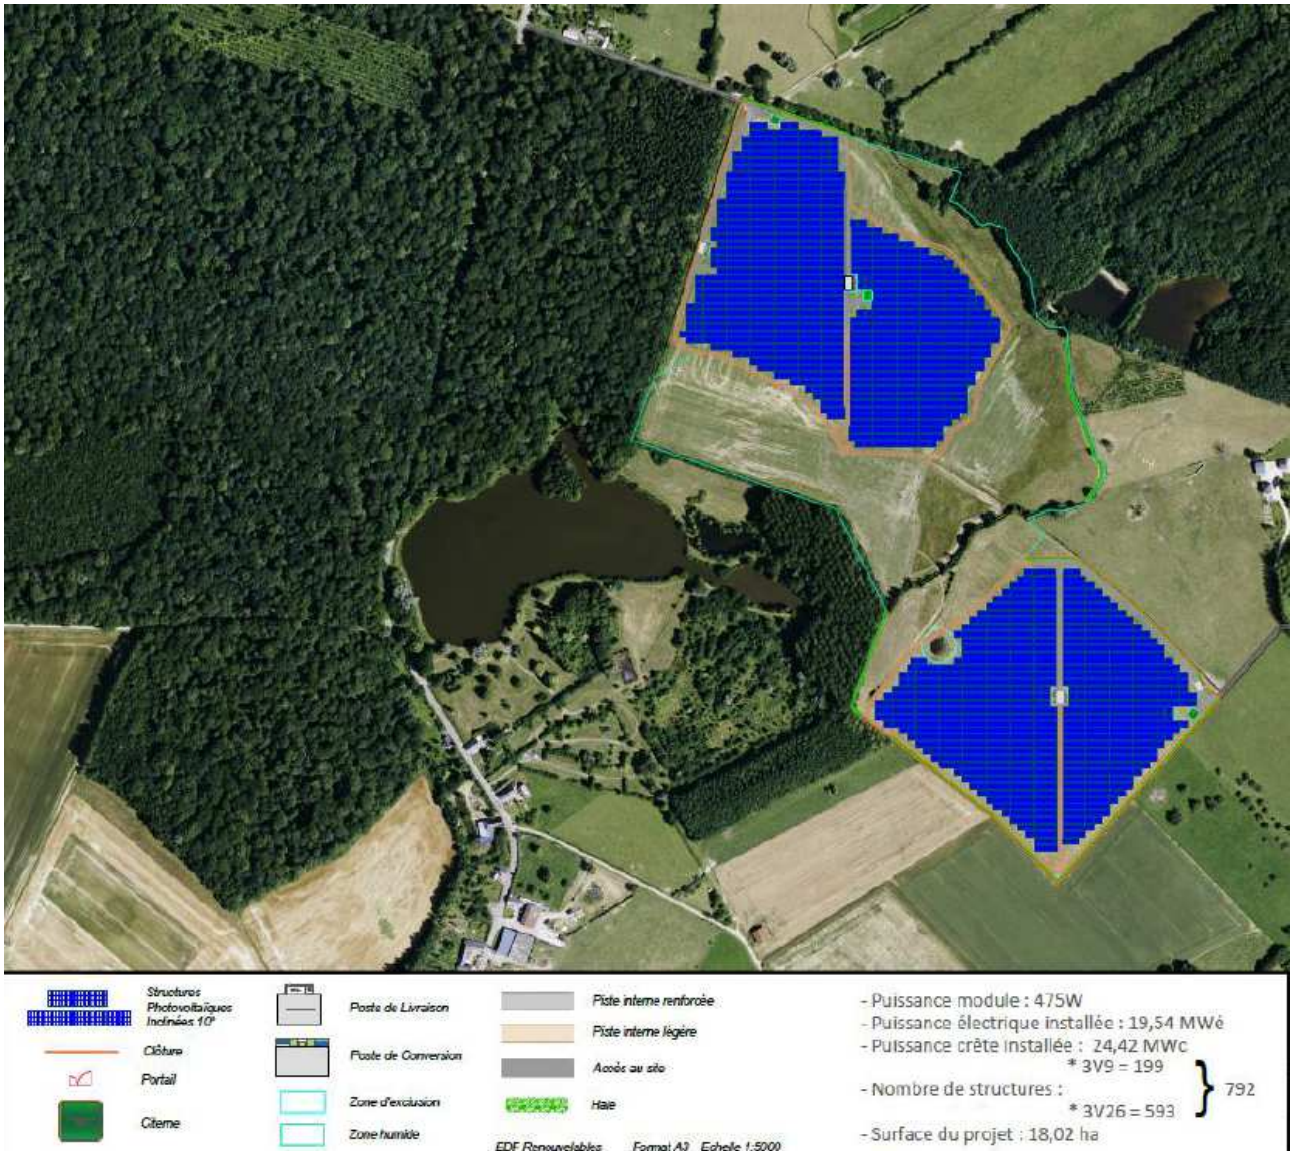 Structures
Photovoltaïques
Inclinées 10°
Clôture
Portail
Citerne
Poste de Livraison
Poste de Conversion
Zone d'exclusion
Zone humide
Piste interne renforcée
Piste interne légère
Accès au site
Haie
EDF Renouvelables Format A3 Echelle 1:5000
- Puissance module : 475W
- Puissance électrique installée : 19,54 MWé
- Puissance crête installée : 24,42 MWc
* 3V9 = 199
- Nombre de structures :
} 792
* 3V26 = 593
- Surface du projet : 18,02 ha